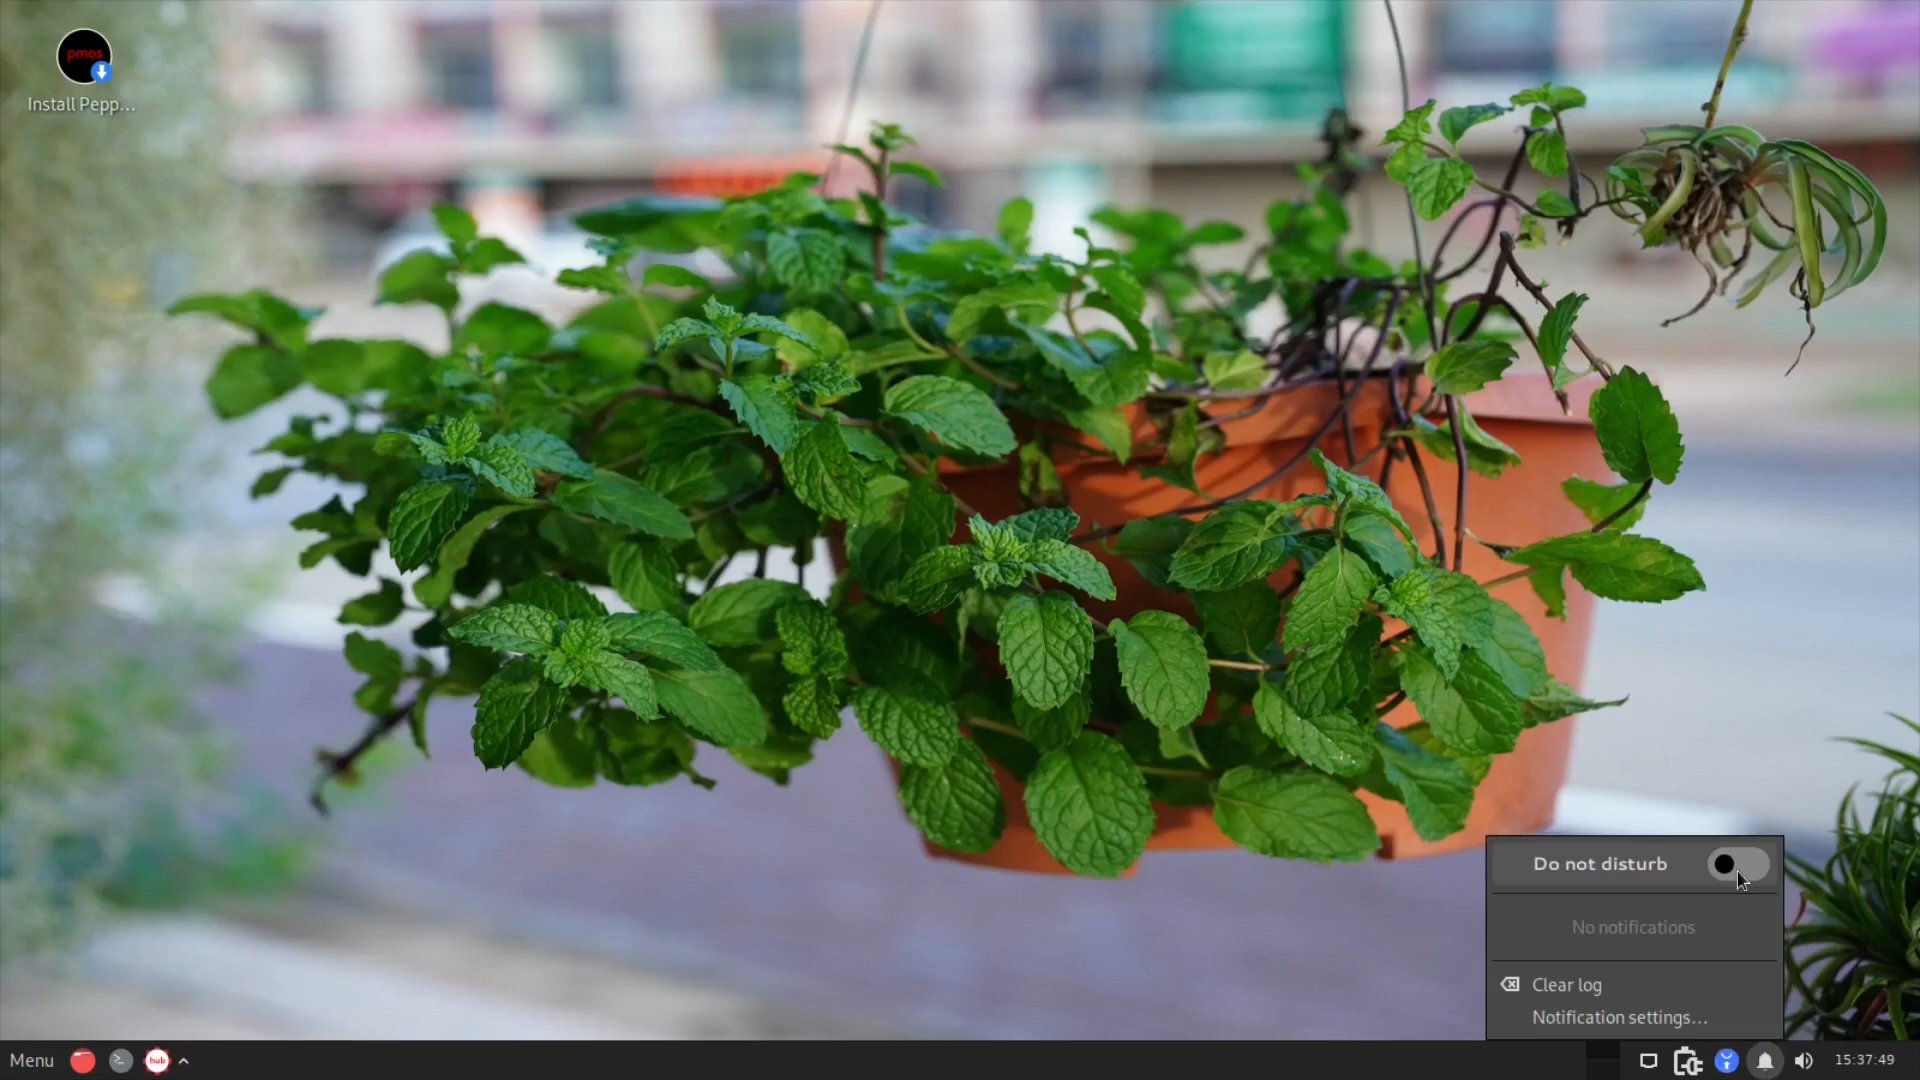 pmos
Install Pepp...
Do not disturb
No notifications
Clear log
Notification settings...
Menu
hub
15:37:49